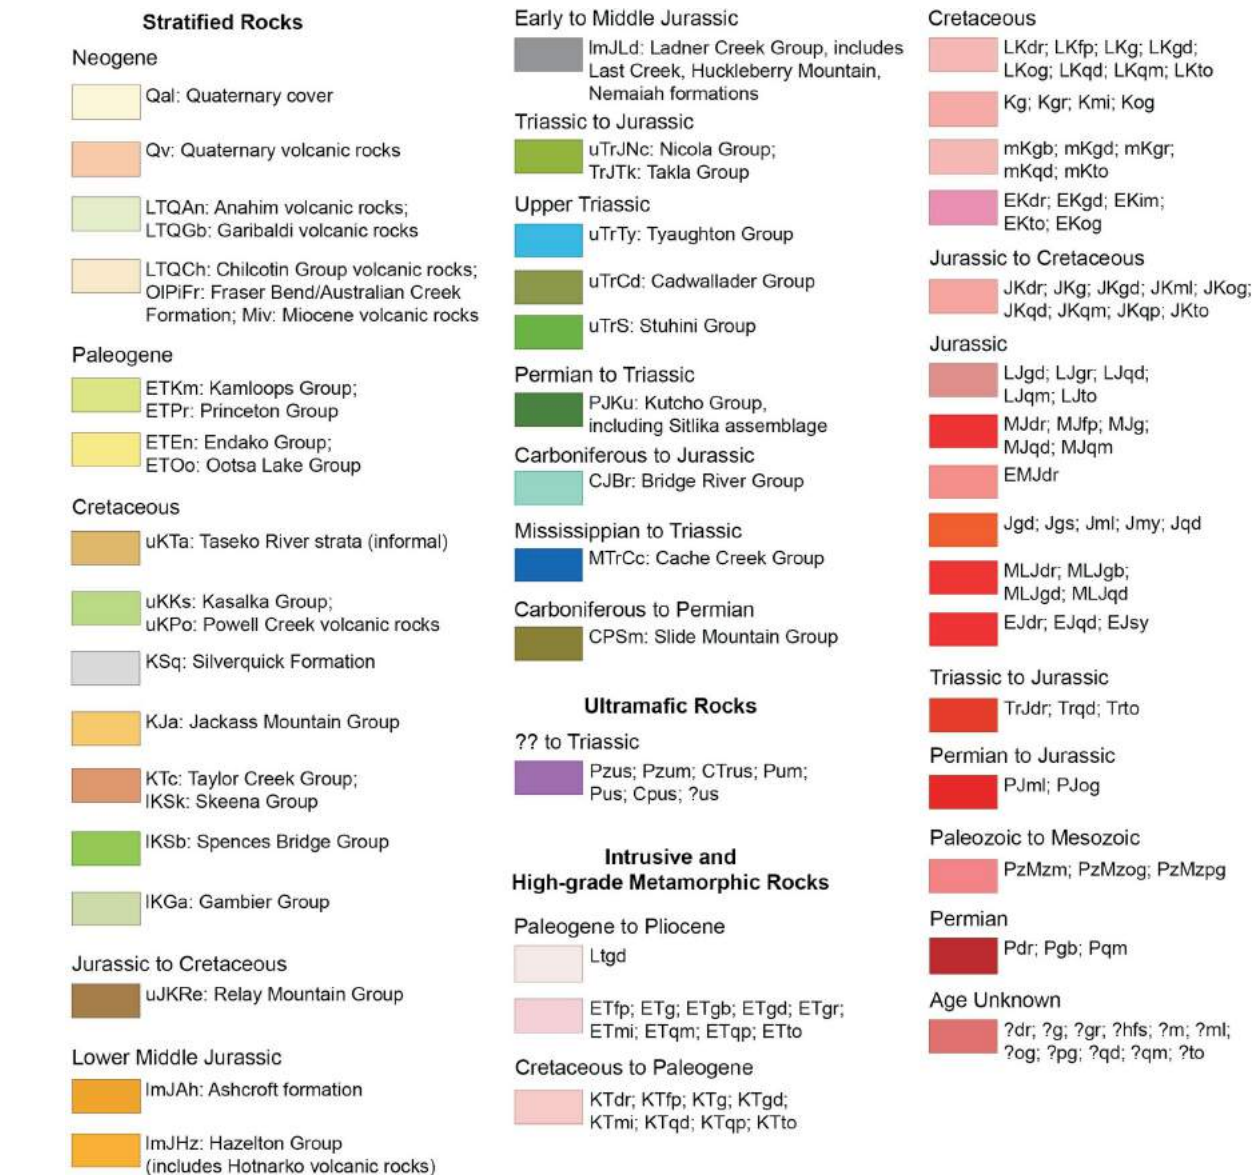 Stratified Rocks
Neogene
Qal: Quaternary cover
Qv: Quaternary volcanic rocks
LTQAn: Anahim volcanic rocks;
LTQGb: Garibaldi volcanic rocks
LTQCh: Chilcotin Group volcanic rocks;
OlPiFr: Fraser Bend/Australian Creek
Formation; Miv: Miocene volcanic rocks
Paleogene
ETKm: Kamloops Group;
ETPr: Princeton Group
ETEn: Endako Group;
ETOo: Ootsa Lake Group
Cretaceous
uKTa: Taseko River strata (informal)
uKKs: Kasalka Group;
uKPo: Powell Creek volcanic rocks
KSq: Silverquick Formation
KJa: Jackass Mountain Group
KTc: Taylor Creek Group;
lKSk: Skeena Group
lKSb: Spences Bridge Group
lKGa: Gambier Group
Jurassic to Cretaceous
uJKRe: Relay Mountain Group
Lower Middle Jurassic
lmJAh: Ashcroft formation
lmJHz: Hazelton Group
(includes Hotnarko volcanic rocks)
Early to Middle Jurassic
lmJLd: Ladner Creek Group, includes
Last Creek, Huckleberry Mountain,
Nemaiah formations
Triassic to Jurassic
uTrJNc: Nicola Group;
TrJTk: Takla Group
Upper Triassic
uTrTy: Tyaughton Group
uTrCd: Cadwallader Group
uTrS: Stuhini Group
Permian to Triassic
PJKu: Kutcho Group,
including Sitlika assemblage
Carboniferous to Jurassic
CJBr: Bridge River Group
Mississippian to Triassic
MTrCc: Cache Creek Group
Carboniferous to Permian
CPSm: Slide Mountain Group
Ultramafic Rocks
?? to Triassic
Pzus; Pzum; CTrus; Pum;
Pus; Cpus; ?us
Intrusive and
High-grade Metamorphic Rocks
Paleogene to Pliocene
Ltgd
ETfp; ETg; ETgb; ETgd; ETgr;
ETmi; ETqm; ETqp; ETto
Cretaceous to Paleogene
KTdr; KTfp; KTg; KTgd;
KTmi; KTqd; KTqp; KTto
Cretaceous
LKdr; LKfp; LKg; LKgd;
LKog; LKqd; LKqm; LKto
Kg; Kgr; Kmi; Kog
mKgb; mKgd; mKgr;
mKqd; mKto
EKdr; EKgd; EKim;
EKto; EKog
Jurassic to Cretaceous
JKdr; JKg; JKgd; JKml; JKog;
JKqd; JKqm; JKqp; JKto
Jurassic
LJgd; LJgr; LJqd;
LJqm; LJto
MJdr; MJfp; MJg;
MJqd; MJqm
EMJdr
Jgd; Jgs; Jml; Jmy; Jqd
MLJdr; MLJgb;
MLJgd; MLJqd
EJdr; EJqd; EJsy
Triassic to Jurassic
TrJdr; Trqd; Trto
Permian to Jurassic
PJml; PJog
Paleozoic to Mesozoic
PzMzm; PzMzog; PzMzpg
Permian
Pdr; Pgb; Pqm
Age Unknown
?dr; ?g; ?gr; ?hfs; ?m; ?ml;
?og; ?pg; ?qd; ?qm; ?to